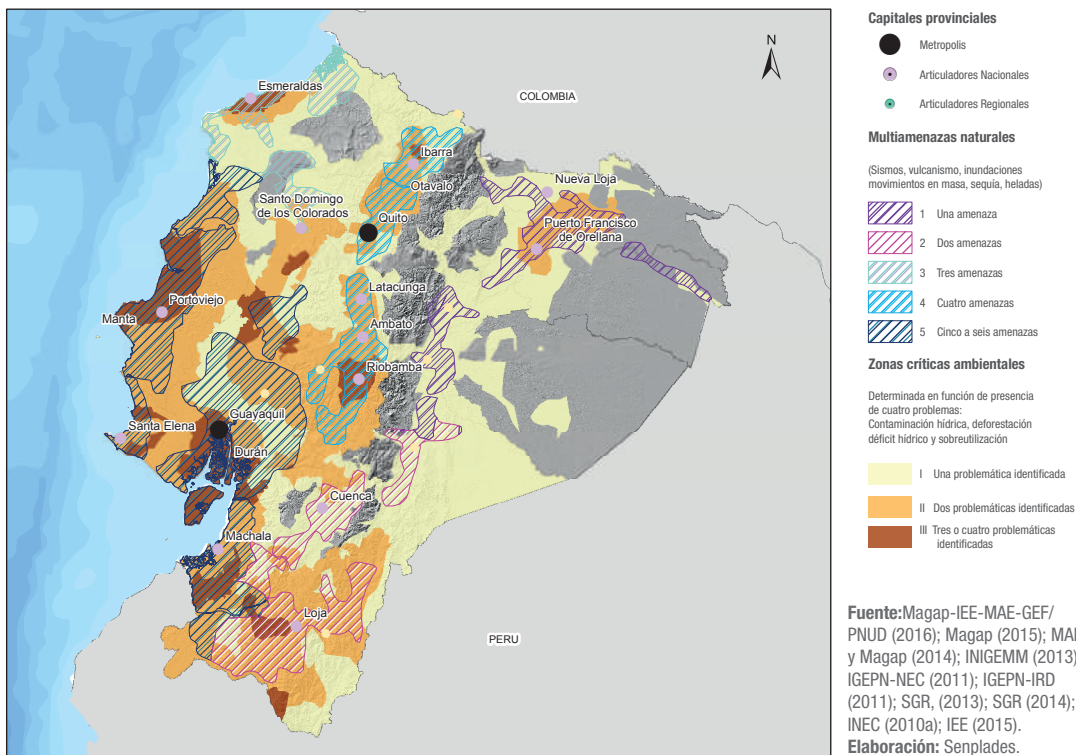 N
COLOMBIA
Esmeraldas
Ibarra
Otavalo
Nueva Loja
Santo Domingo
de los Colorados
Quito
Puerto Francisco
de Orellana
Latacunga
Portoviejo
Manta
Ambato
Riobamba
Guayaquil
Santa Elena
Durán
Cuenca
Machala
Loja
PERU
Capitales provinciales
Metropolis
Articuladores Nacionales
Articuladores Regionales
Multiamenazas naturales
(Sismos, vulcanismo, inundaciones
movimientos en masa, sequía, heladas)
1 Una amenaza
2 Dos amenazas
3 Tres amenazas
4 Cuatro amenazas
5 Cinco a seis amenazas
Zonas críticas ambientales
Determinada en función de presencia
de cuatro problemas:
Contaminación hídrica, deforestación
déficit hídrico y sobreutilización
I Una problemática identificada
II Dos problemáticas identificadas
III Tres o cuatro problemáticas
identificadas
Fuente:Magap-IEE-MAE-GEF/
PNUD (2016); Magap (2015); MA
y Magap (2014); INIGEMM (2013)
IGEPN-NEC (2011); IGEPN-IRD
(2011); SGR, (2013); SGR (2014);
INEC (2010a); IEE (2015).
Elaboración: Senplades.